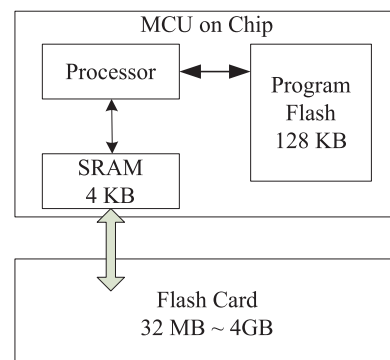 MCU on Chip
Processor
Program
Flash
128 KB
SRAM
4 KB
Flash Card
32 MB ~ 4GB